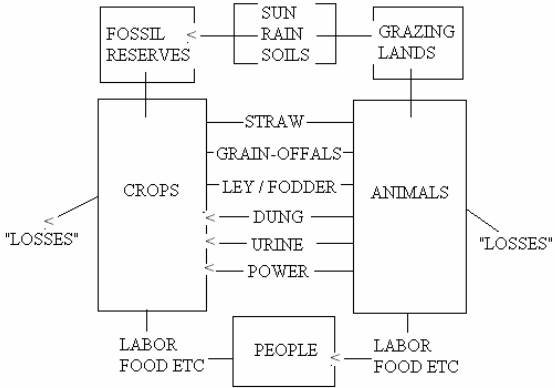 SUN
RAIN
SOILS
FOSSIL
RESERVES
GRAZING
LANDS
CROPS
STRAW
GRAIN-OFFALS
LEY / FODDER
DUNG
URINE
POWER
ANIMALS
"LOSSES"
"LOSSES"
LABOR
FOOD ETC
PEOPLE
LABOR
FOOD ETC